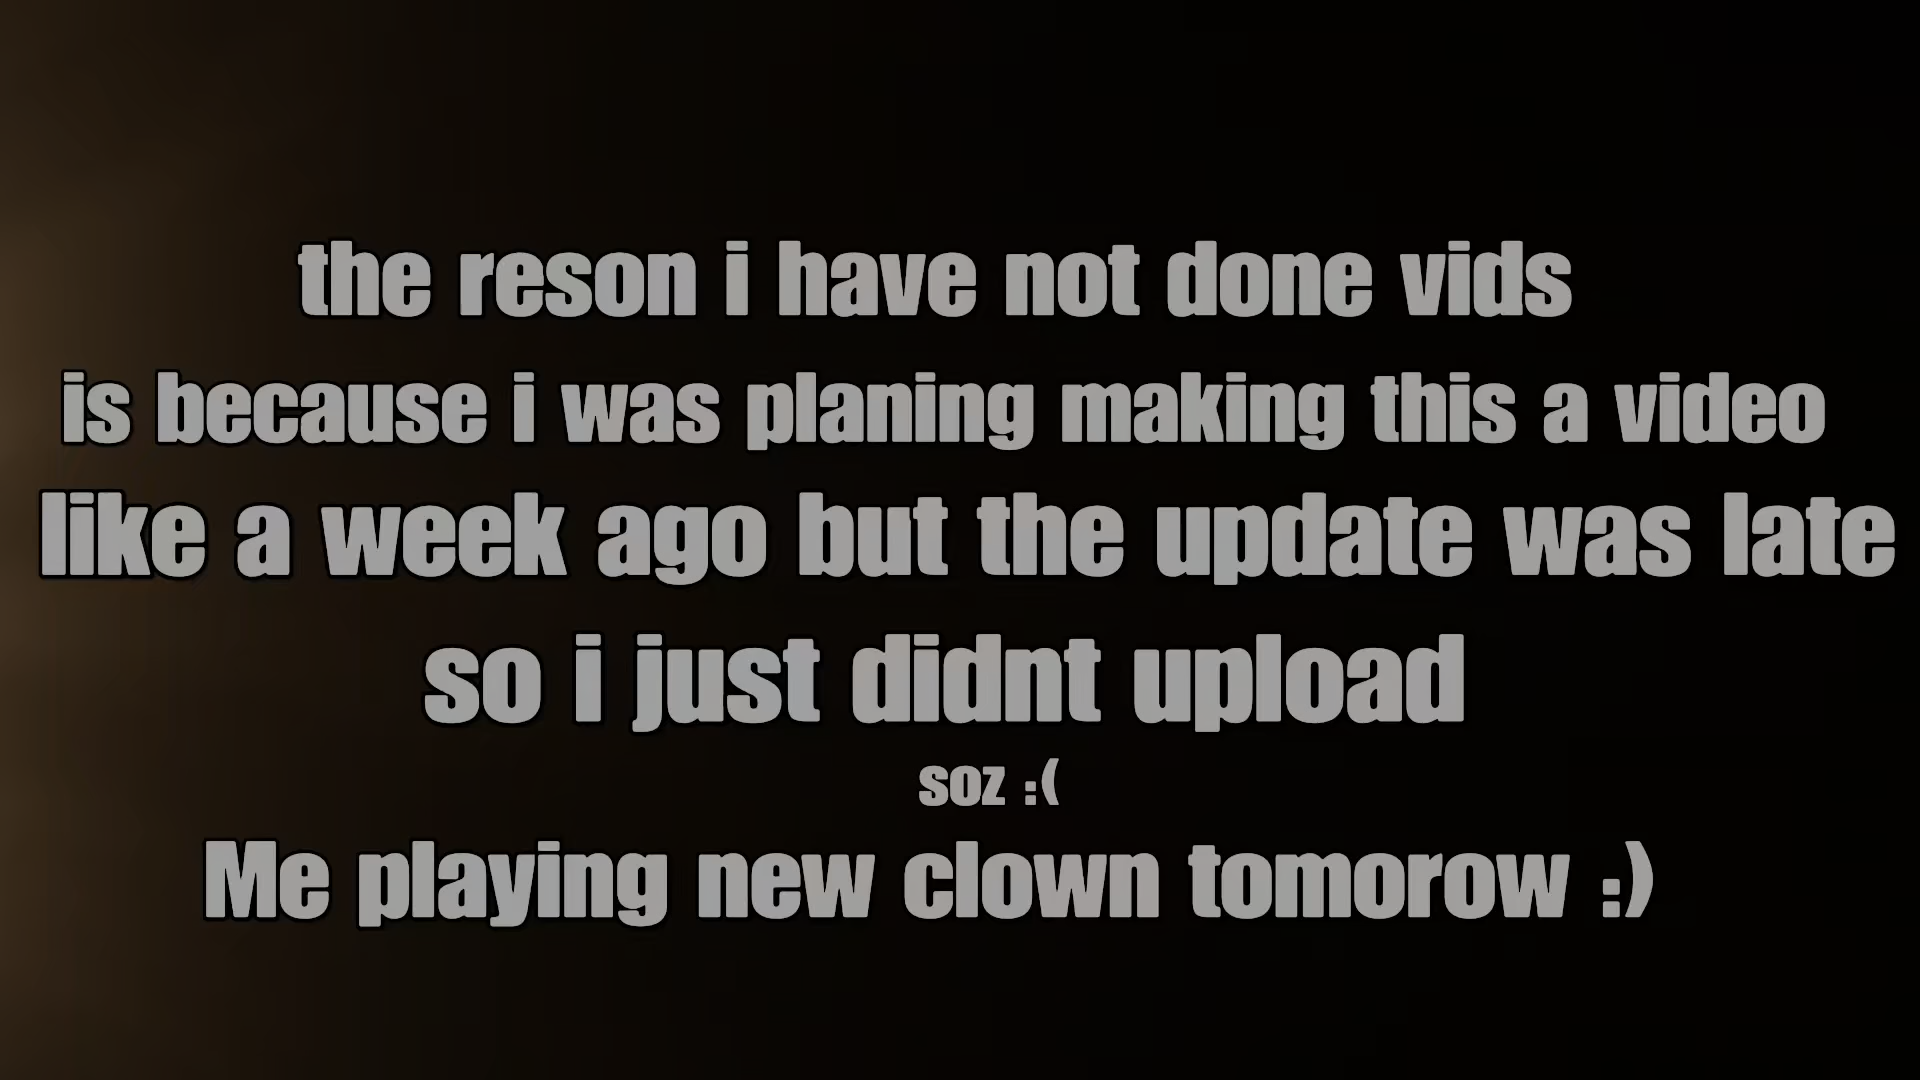 the reson i have not done vids
is because i was planing making this a video
like a week ago but the update was late
so i just didnt upload
soz :(
Me playing new clown tomorow :)